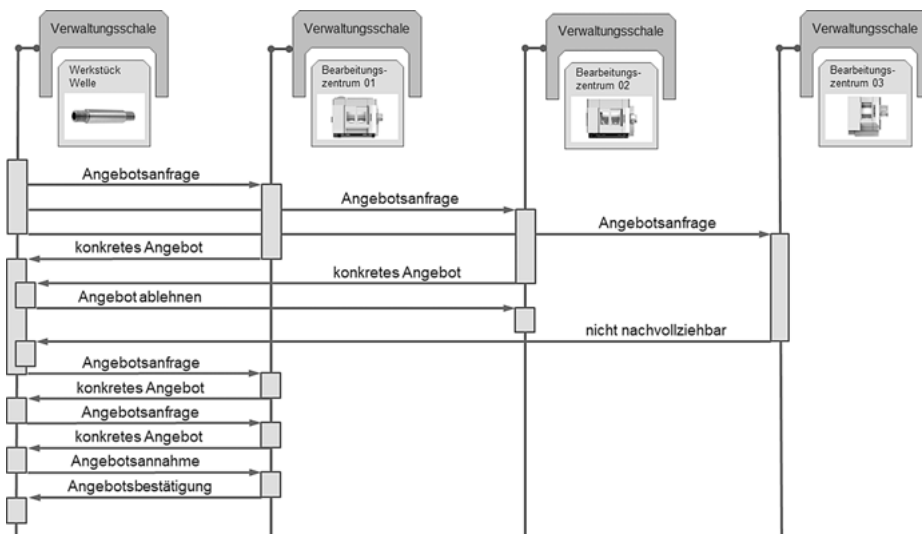 Verwaltungsschale
Verwaltungsschale
Verwaltungsschale
Verwaltungsschale
Werkstück
Welle
Bearbeitungs-
zentrum 01
Bearbeitungs-
zentrum 02
Bearbeitungs-
zentrum 03
Angebotsanfrage
Angebotsanfrage
Angebotsanfrage
konkretes Angebot
konkretes Angebot
Angebot ablehnen
nicht nachvollziehbar
Angebotsanfrage
konkretes Angebot
Angebotsanfrage
konkretes Angebot
Angebotsannahme
Angebotsbestätigung